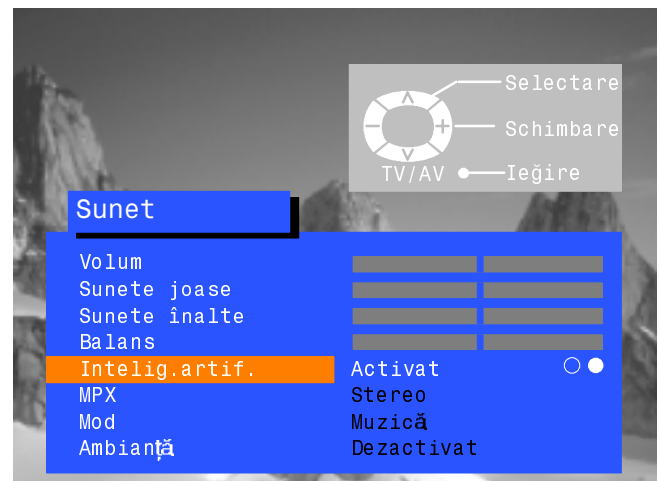 Selectare
Schimbare
TV/AV Ieğire
Sunet
Volum
Sunete joase
Sunete înalte
Balans
Intelig.artif. Activat
MPX Stereo
Mod Muzică
Ambianţă Dezactivat